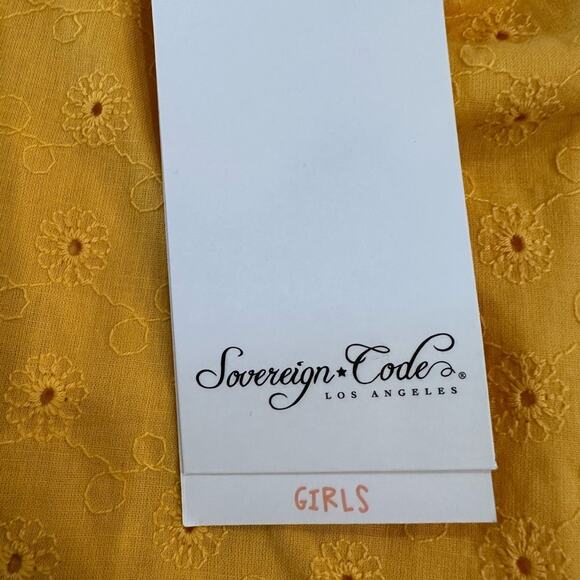 Sovereign ★ Code®
LOS ANGELES
GIRLS